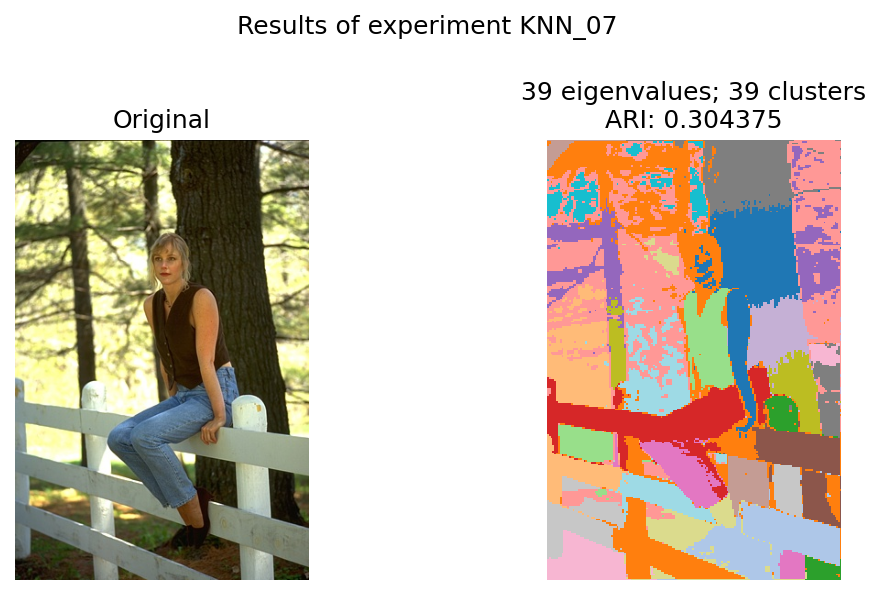 Results of experiment KNN_07
Original
39 eigenvalues; 39 clusters
ARI: 0.304375